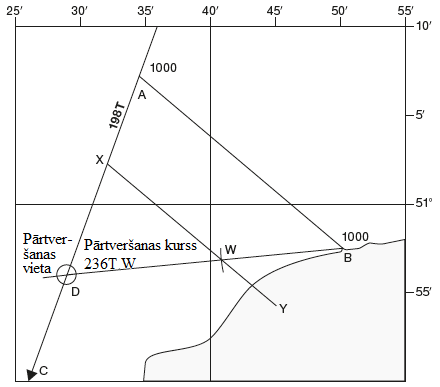 25′
30′
40′
45′
50′
55′
10′
1000
A
198T
5′
X
51°
Pārtver-
šanas
vieta
Pārtveršanas kurss
236T W
W
1000
B
D
55′
Y
C